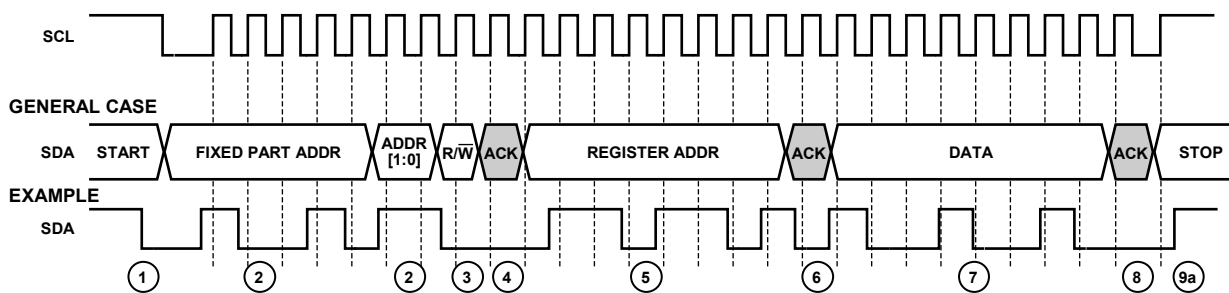 SCL
GENERAL CASE
SDA START FIXED PART ADDR ADDR [1:0] R/W̅ ACK REGISTER ADDR ACK DATA ACK STOP
EXAMPLE
SDA
1 2 2 3 4 5 6 7 8 9a